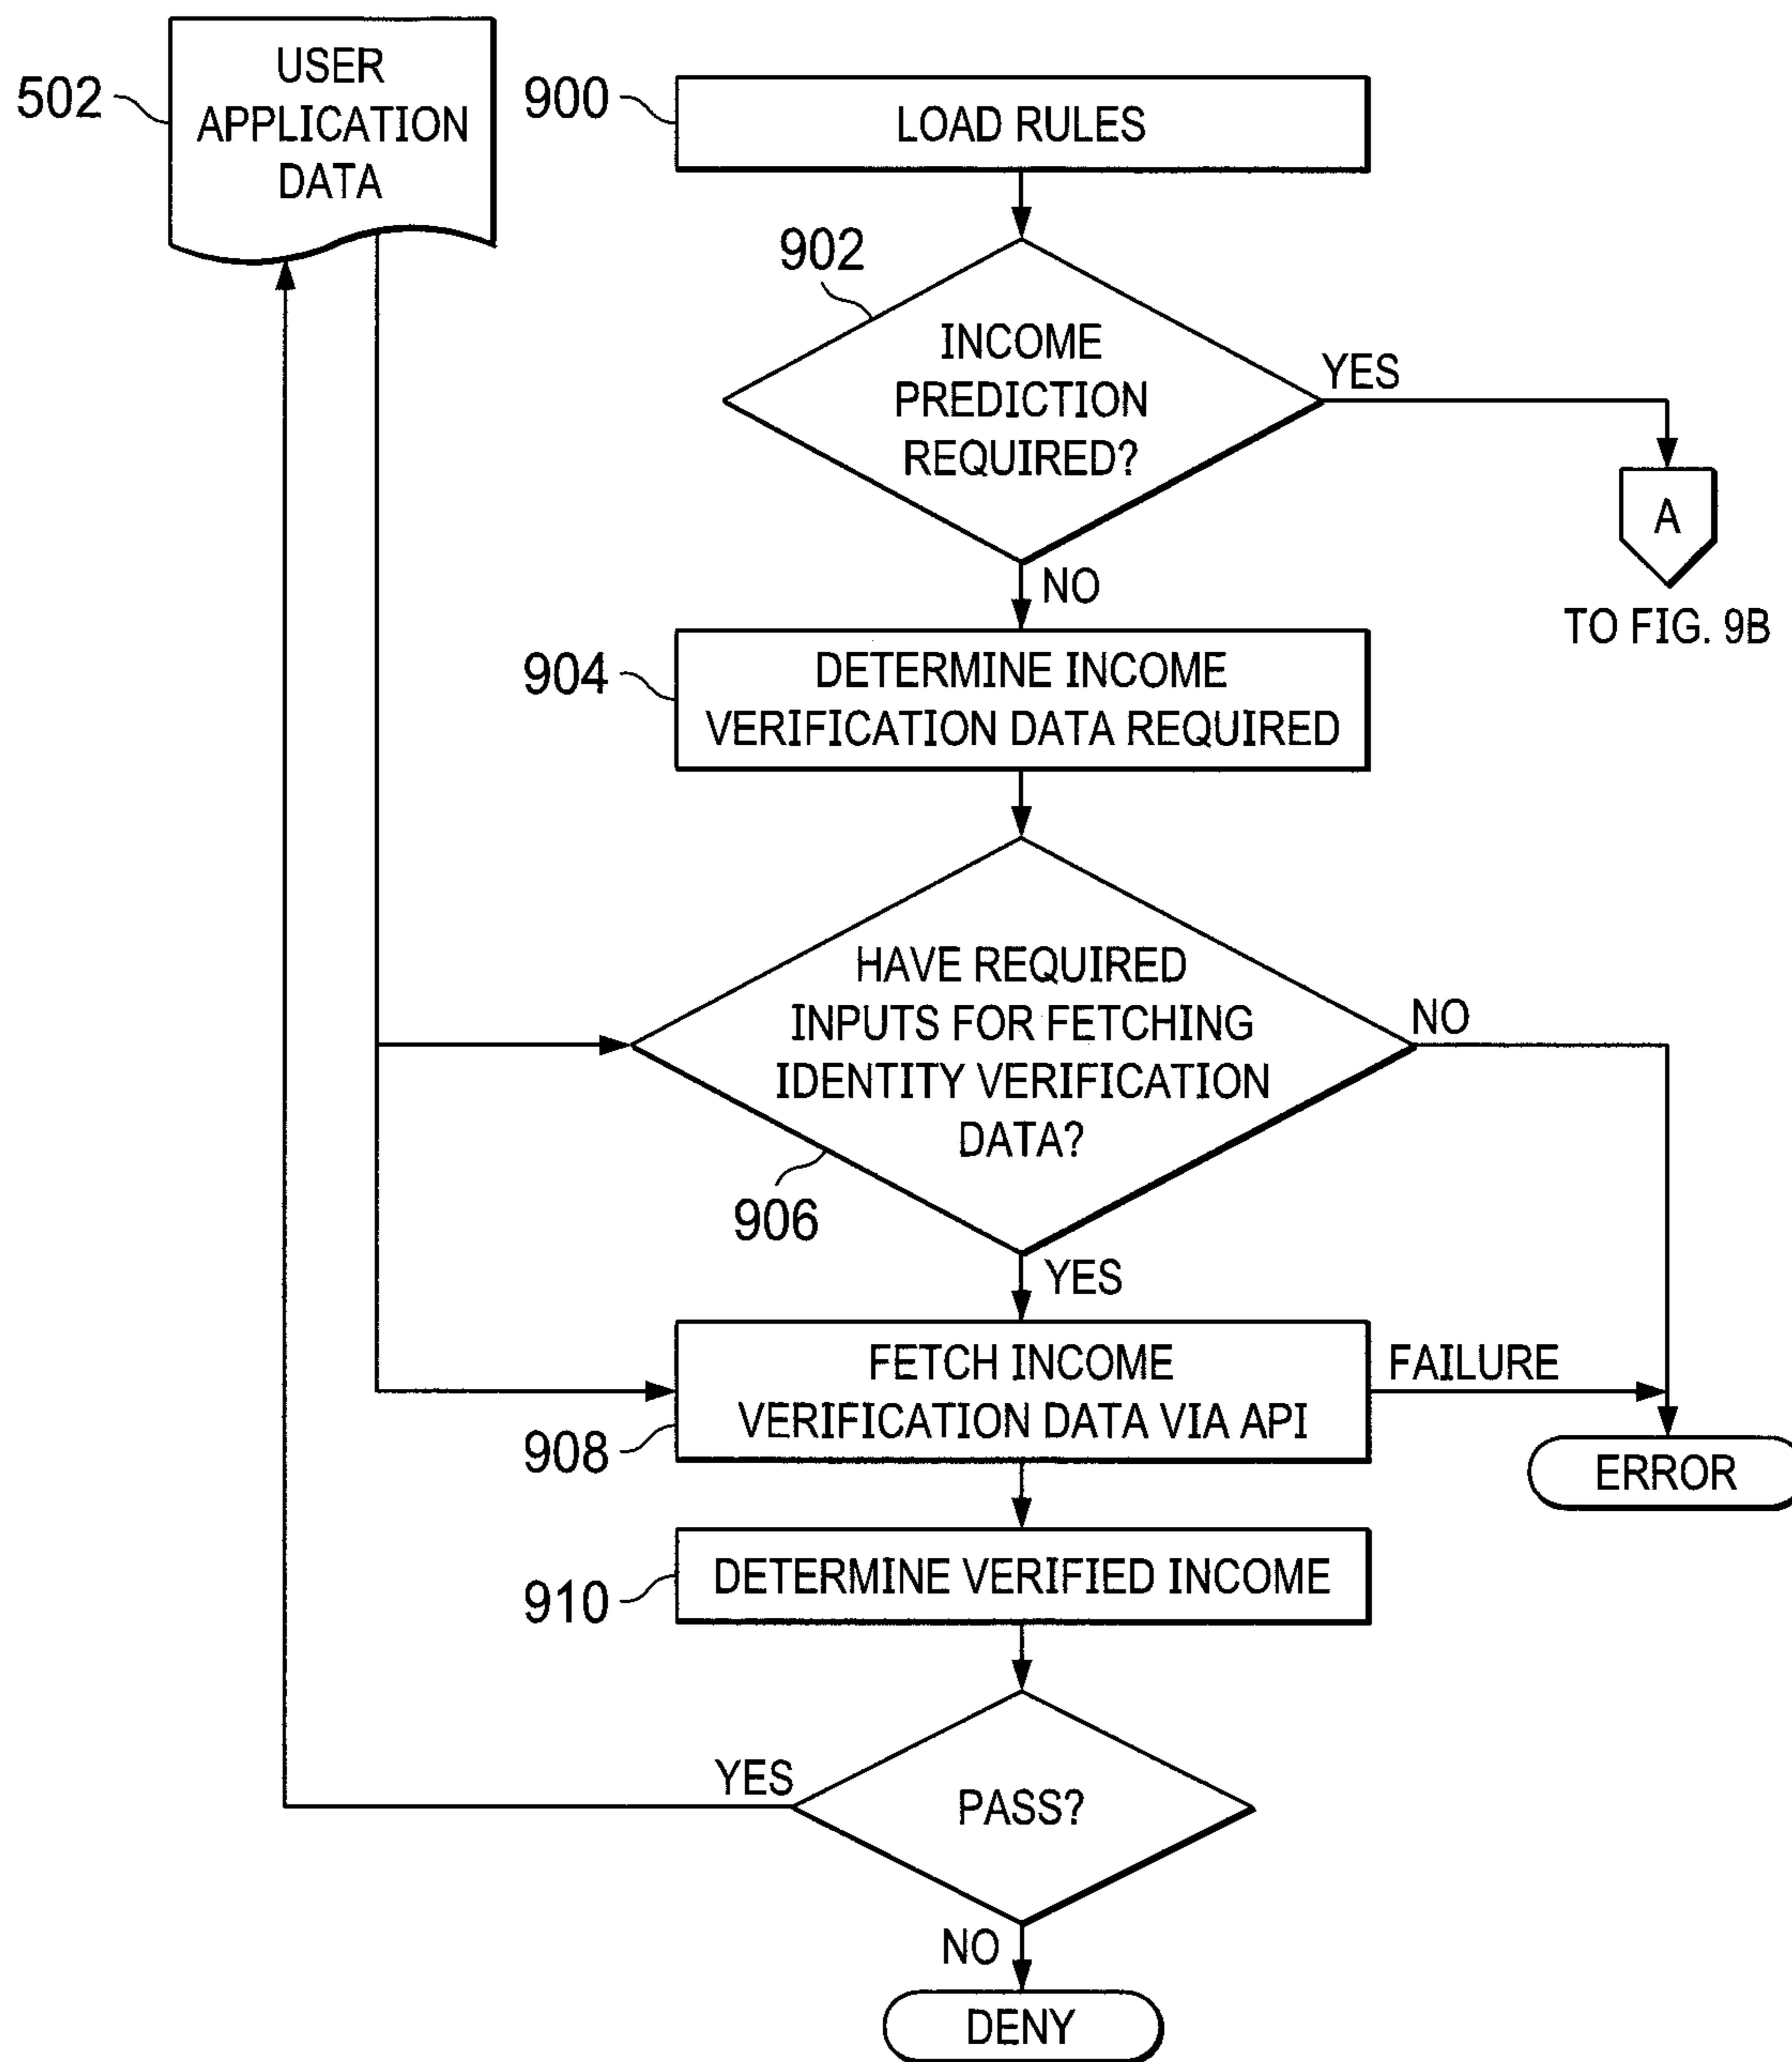 USER
APPLICATION
DATA
502
900
LOAD RULES
902
INCOME
PREDICTION
REQUIRED?
YES
A
TO FIG. 9B
NO
904
DETERMINE INCOME
VERIFICATION DATA REQUIRED
HAVE REQUIRED
INPUTS FOR FETCHING
IDENTITY VERIFICATION
DATA?
NO
906
YES
FETCH INCOME
VERIFICATION DATA VIA API
908
FAILURE
ERROR
910
DETERMINE VERIFIED INCOME
YES
PASS?
NO
DENY